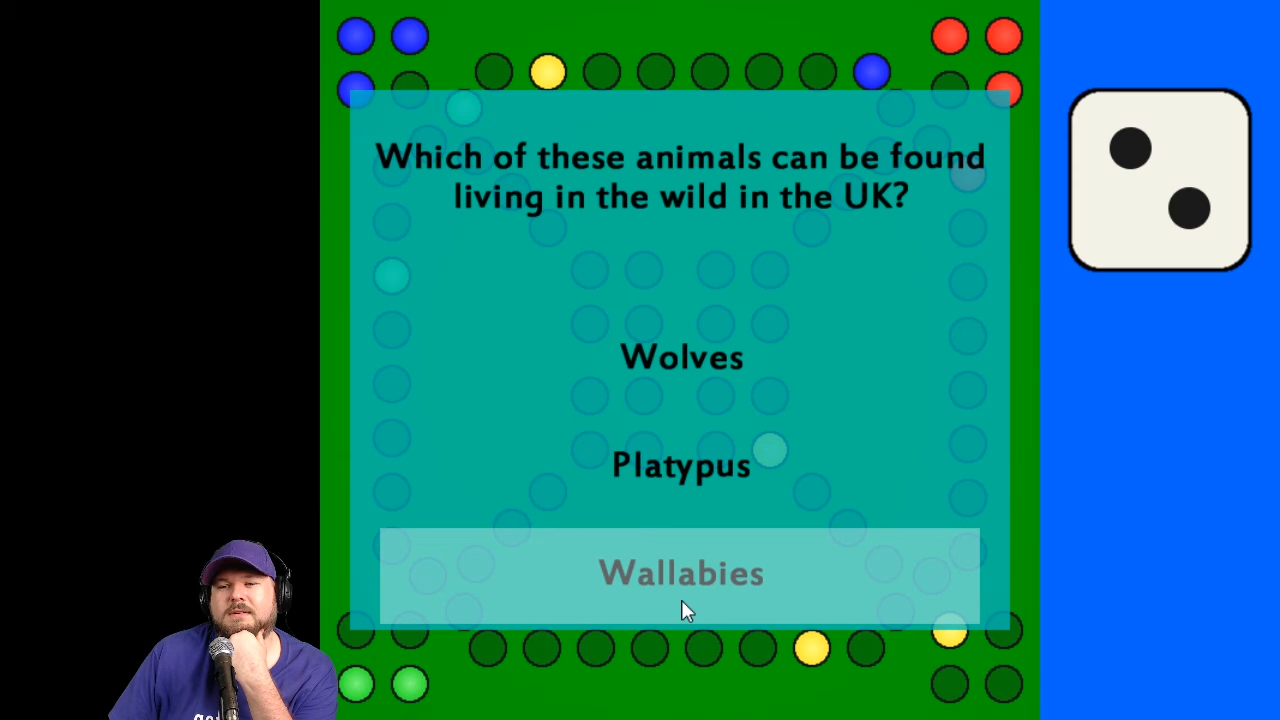 Which of these animals can be found
living in the wild in the UK?
Wolves
Platypus
Wallabies